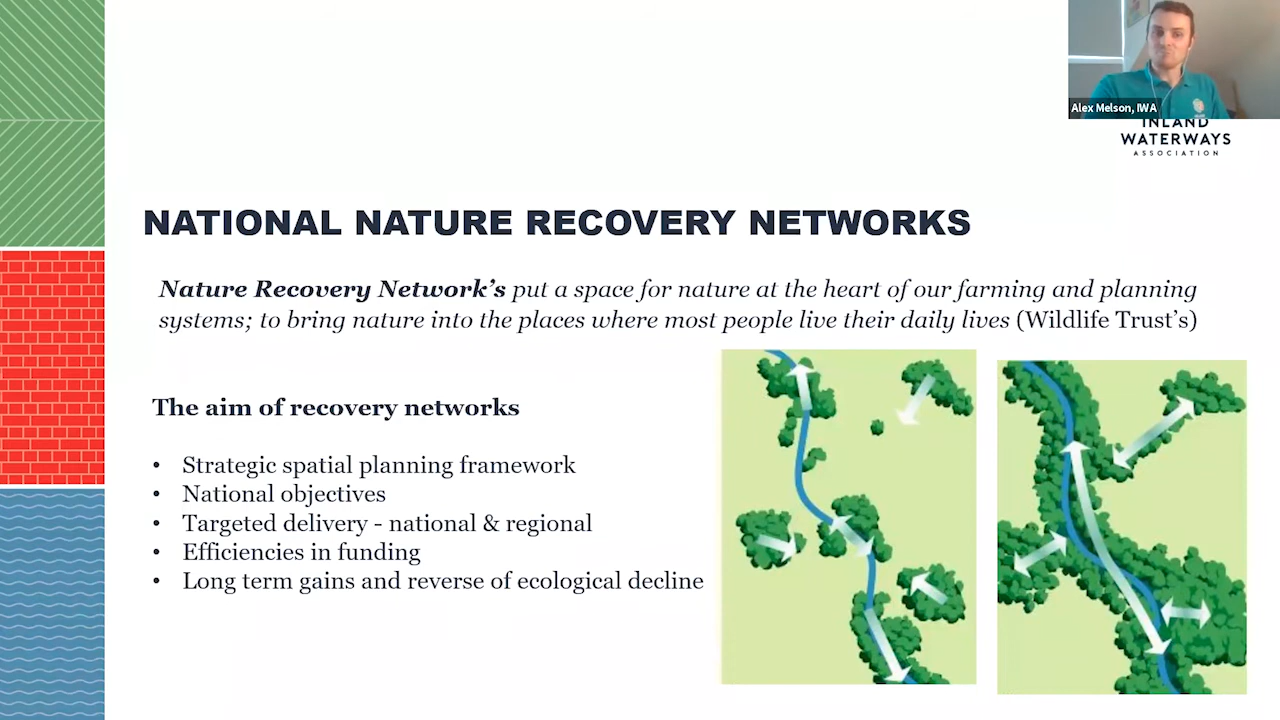 Alex Melson, IWA
INLAND
WATERWAYS
ASSOCIATION
NATIONAL NATURE RECOVERY NETWORKS
Nature Recovery Network’s put a space for nature at the heart of our farming and planning
systems; to bring nature into the places where most people live their daily lives (Wildlife Trust’s)
The aim of recovery networks
• Strategic spatial planning framework
• National objectives
• Targeted delivery - national & regional
• Efficiencies in funding
• Long term gains and reverse of ecological decline